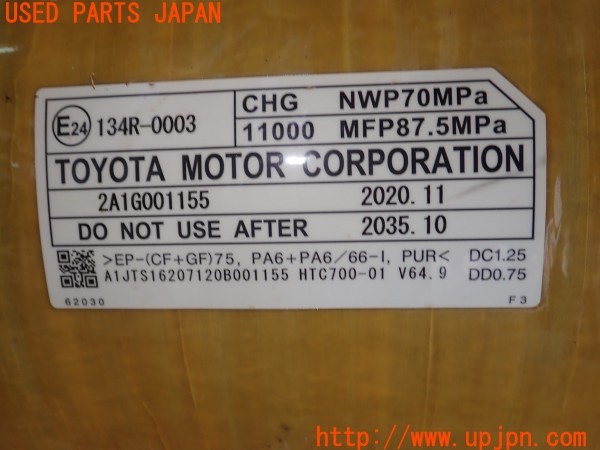 USED PARTS JAPAN
E24 134R-0003 CHG NWP70MPa
11000 MFP87.5MPa
TOYOTA MOTOR CORPORATION
2A1G001155 2020.11
DO NOT USE AFTER 2035.10
>EP-(CF+GF)75, PA6+PA6/66-I, PUR< DC1.25
A1JTS16207120B001155 HTC700-01 V64.9 DD0.75
62030 F3
http://www.upjpn.com/